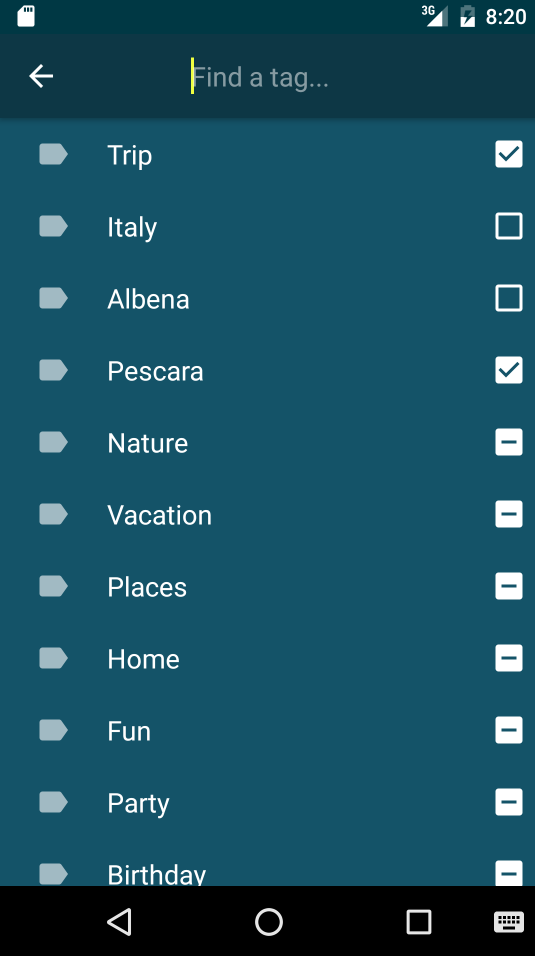 3G 8:20
Find a tag...
Trip
Italy
Albena
Pescara
Nature
Vacation
Places
Home
Fun
Party
Birthday